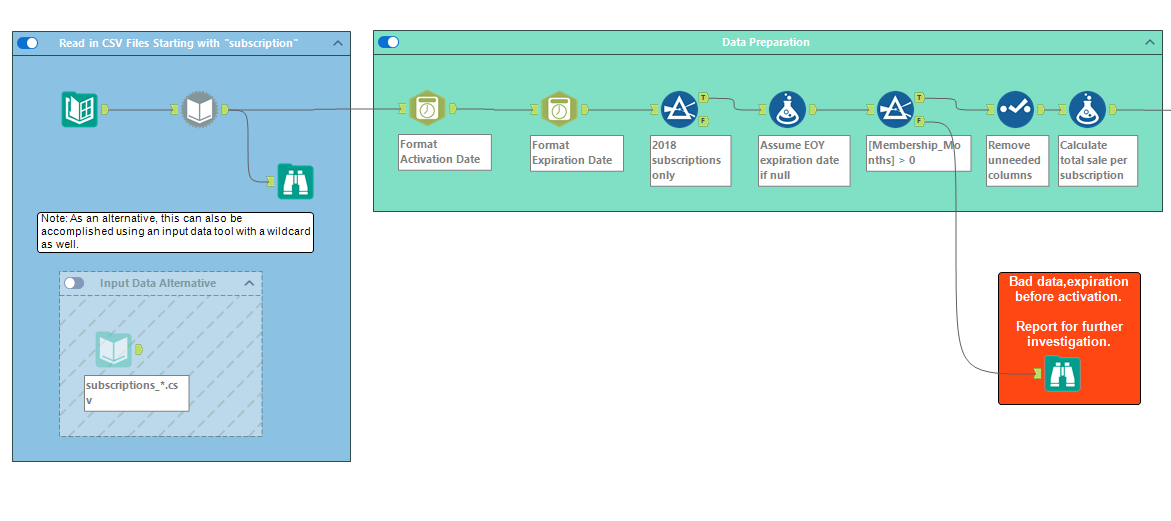 Read in CSV Files Starting with "subscription"
Note: As an alternative, this can also be
accomplished using an input data tool with a wildcard
as well.
Input Data Alternative
subscriptions_*.cs
v
Data Preparation
Format
Activation Date
Format
Expiration Date
T
F
2018
subscriptions
only
Assume EOY
expiration date
if null
T
F
[Membership_Mo
nths] > 0
Remove
unneeded
columns
Calculate
total sale per
subscription
Bad data,expiration
before activation.
Report for further
investigation.